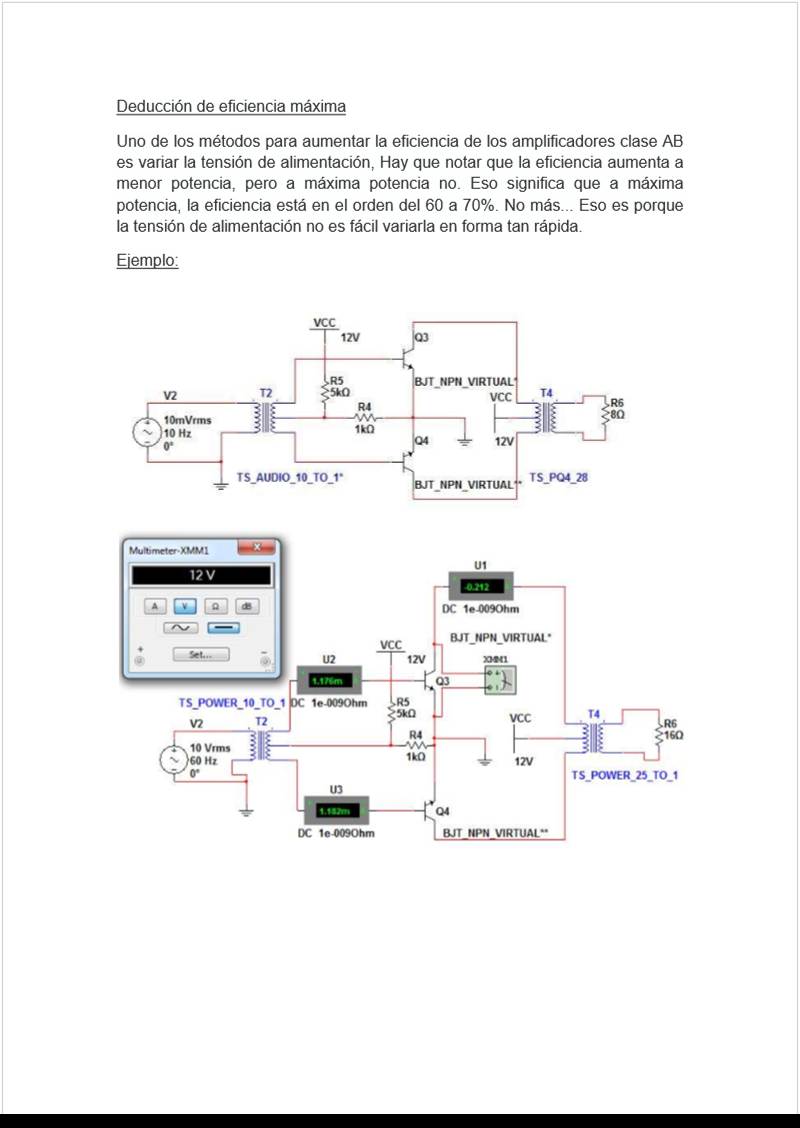 Deducción de eficiencia máxima
Uno de los métodos para aumentar la eficiencia de los amplificadores clase AB
es variar la tensión de alimentación, Hay que notar que la eficiencia aumenta a
menor potencia, pero a máxima potencia no. Eso significa que a máxima
potencia, la eficiencia está en el orden del 60 a 70%. No más... Eso es porque
la tensión de alimentación no es fácil variarla en forma tan rápida.
Ejemplo:
VCC
12V
Q3
R5
5kΩ
BJT_NPN_VIRTUAL*
V2
T2
VCC
T4
R6
8Ω
R4
1kΩ
10mVrms
10 Hz
0°
Q4
12V
TS_AUDIO_10_TO_1*
BJT_NPN_VIRTUAL**
TS_PQ4_28
Multimeter-XMM1
X
12 V
A
V
Ω
dB
+
-
Set...
U1
-0.212
DC 1e-009Ohm
BJT_NPN_VIRTUAL*
VCC
12V
XMM1
U2
1.176m
DC 1e-009Ohm
Q3
TS_POWER_10_TO_1
R5
5kΩ
V2
T2
VCC
T4
R6
16Ω
R4
1kΩ
10 Vrms
60 Hz
0°
12V
TS_POWER_25_TO_1
U3
1.182m
DC 1e-009Ohm
Q4
BJT_NPN_VIRTUAL**